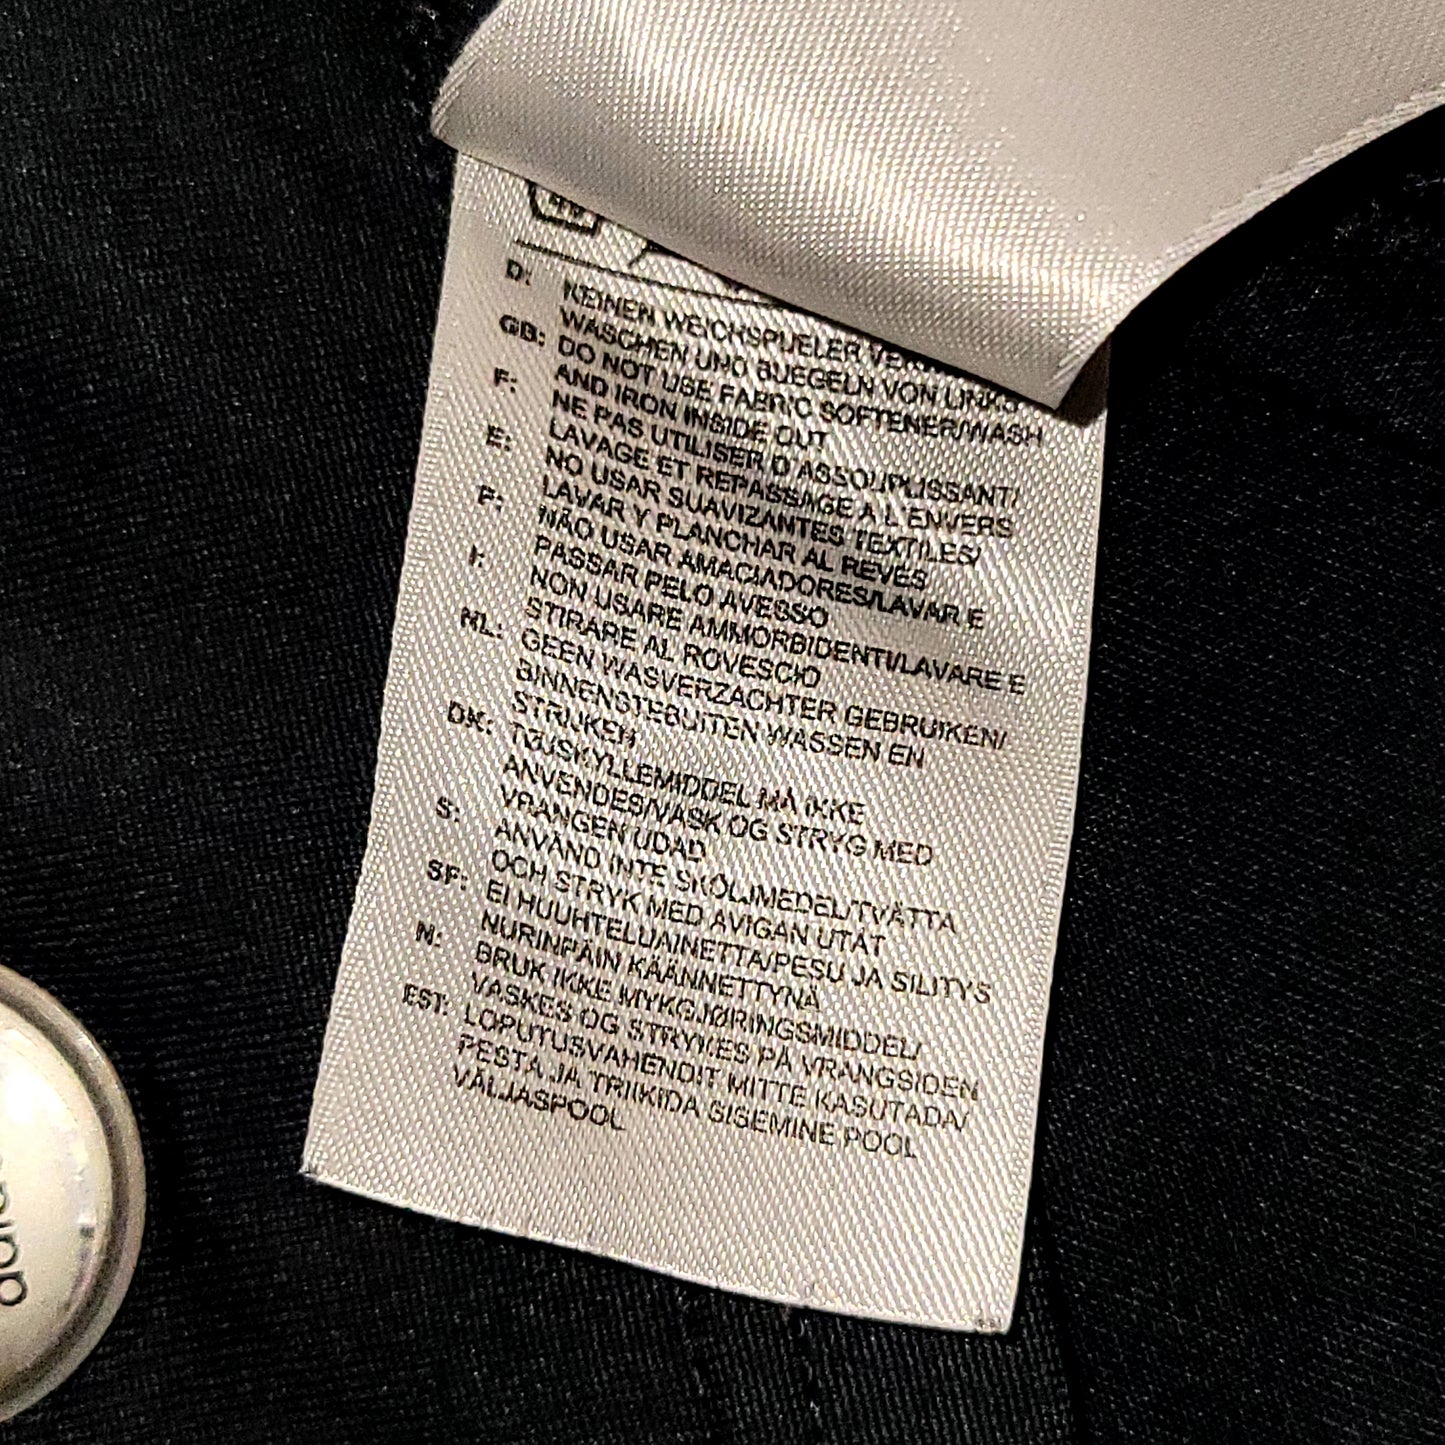 D: KEINEN WEICHSPUELER
WASCHEN UND BUEGELN VON LINKS
GB: DO NOT USE FABRIC SOFTENER/WASH
AND IRON INSIDE OUT
F: NE PAS UTILISER D ASSOUPLISSANT/
LAVAGE ET REPASSAGE A L ENVERS
E: NO USAR SUAVIZANTES TEXTILES/
LAVAR Y PLANCHAR AL REVES
P: NÃO USAR AMACIADORES/LAVAR E
PASSAR PELO AVESSO
I: NON USARE AMMORBIDENTI/LAVARE E
STIRARE AL ROVESCIO
NL: GEEN WASVERZACHTER GEBRUIKEN/
BINNENSTEBUITEN WASSEN EN
STRIJKEN
DK: TØJSKYLLEMIDDEL MÅ IKKE
ANVENDES/VASK OG STRYG MED
VRANGEN UDAD
S: ANVÄND INTE SKÖLJMEDEL/TVÄTTA
OCH STRYK MED AVIGAN UTÅT
SF: EI HUUHTELUAINETTA/PESU JA SILITYS
NURINPÄIN KÄÄNNETTYNÄ
N: BRUK IKKE MYKGJØRINGSMIDDEL/
VASKES OG STRYKES PÅ VRANGSIDEN
EST: LOPUTUSVAHENDIT MITTE KASUTADA/
PESTA JA TRIIKIDA SISEMINE POOL
VÄLJASPOOL